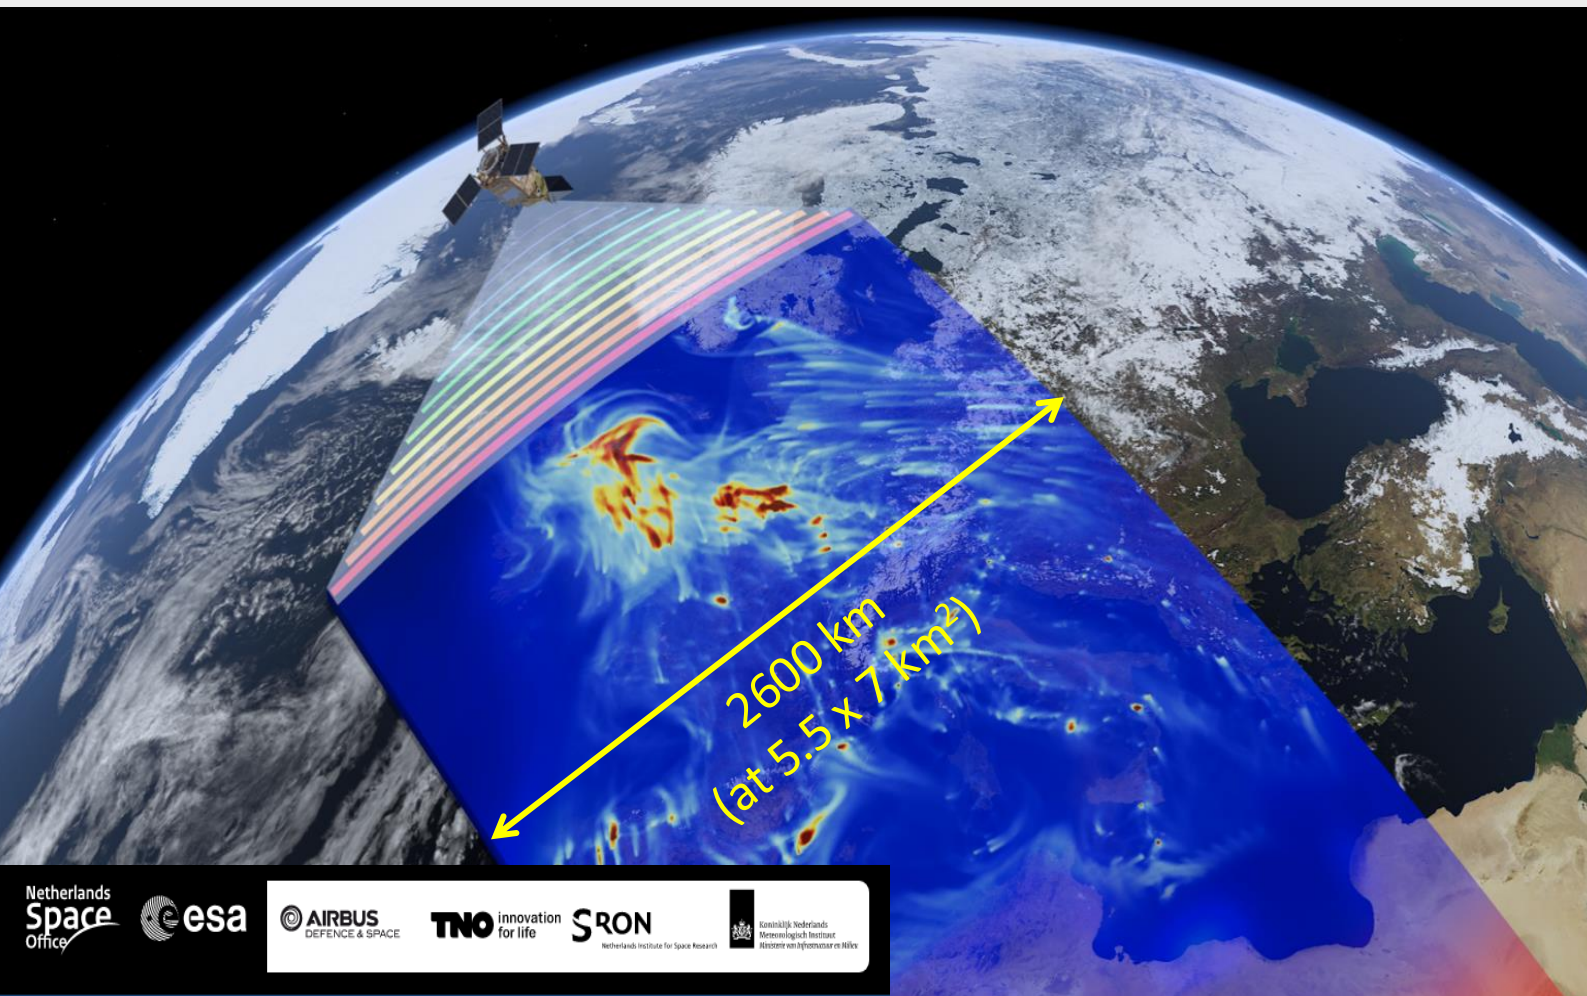 2600 km
(at 5.5 x 7 km²)
Netherlands
Space
Office
esa
AIRBUS
DEFENCE & SPACE
TNO innovation
for life
SRON
Netherlands Institute for Space Research
Koninklijk Nederlands
Meteorologisch Instituut
Ministerie van Infrastructuur en Milieu